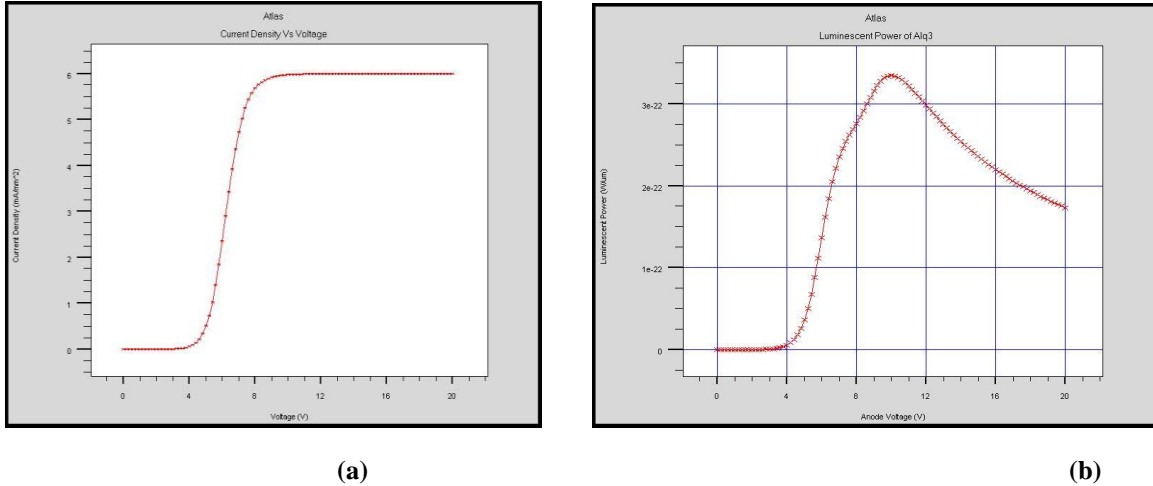 Atlas
Current Density Vs Voltage
Current Density (mA/mm^2)
6
5
4
3
2
1
0
0 4 8 12 16 20
Voltage (V)
(a)
Atlas
Luminescent Power of Alq3
Luminescent Power (W/um)
3e-22
2e-22
1e-22
0
0 4 8 12 16 20
Anode Voltage (V)
(b)